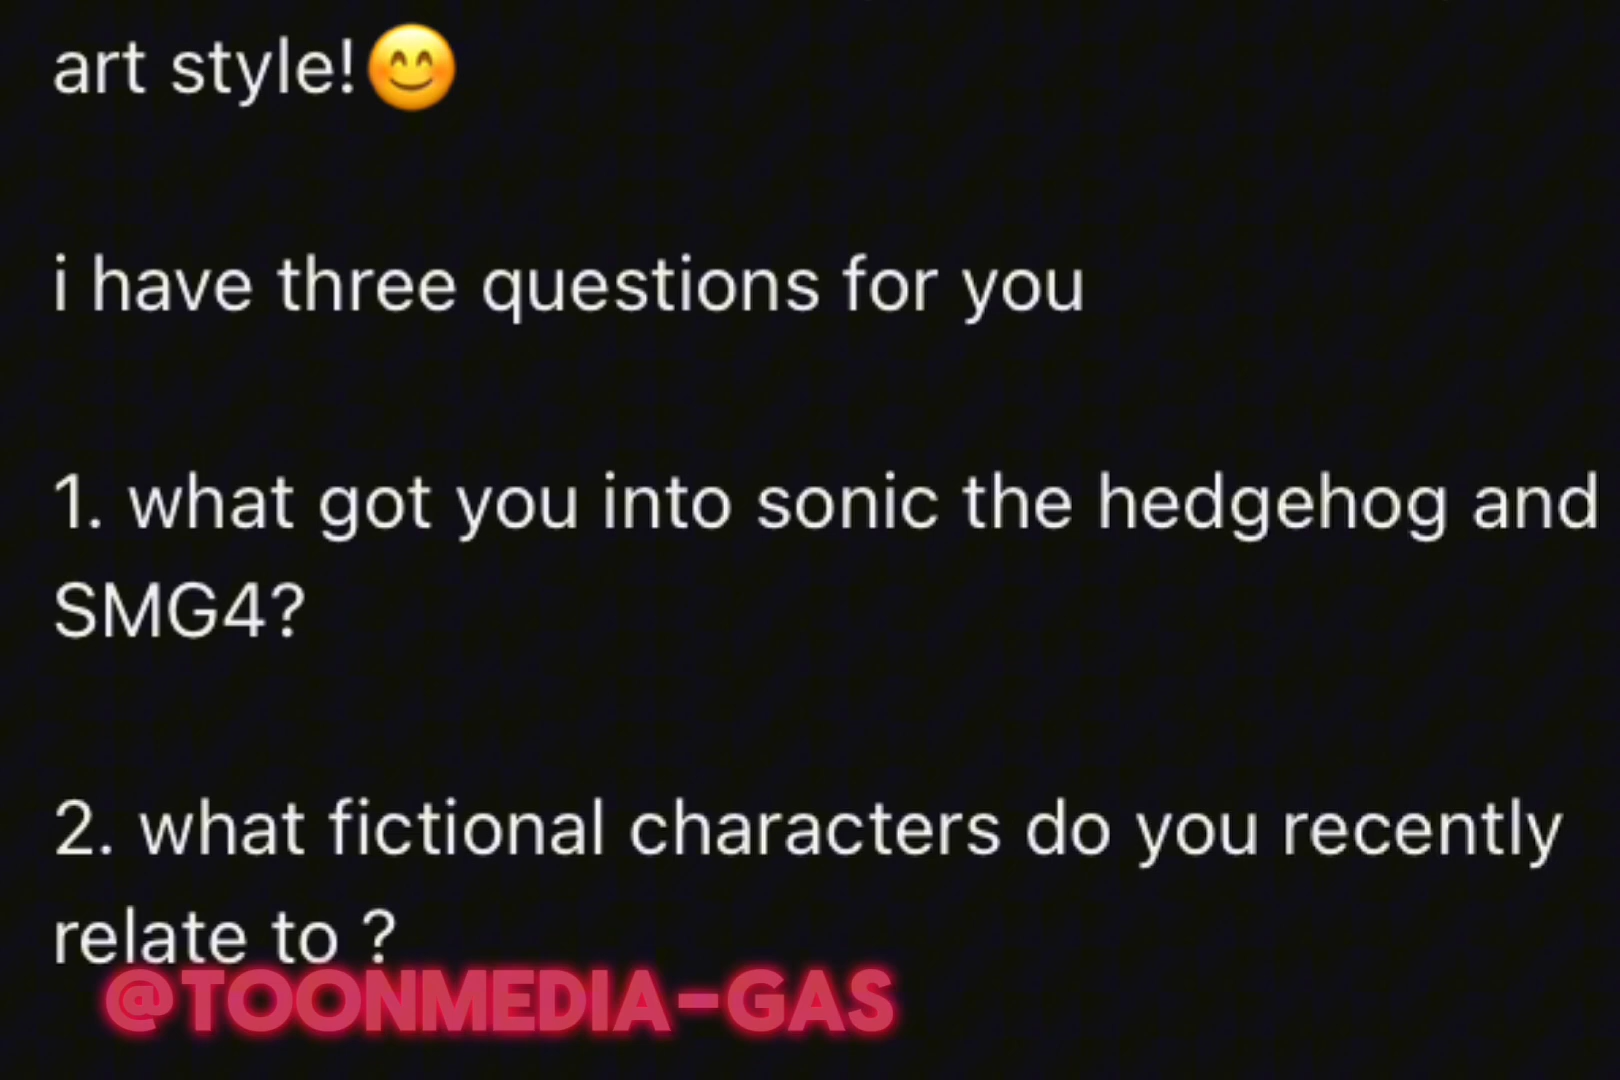 art style!😊
i have three questions for you
1. what got you into sonic the hedgehog and
SMG4?
2. what fictional characters do you recently
relate to ?
@TOONMEDIA-GAS